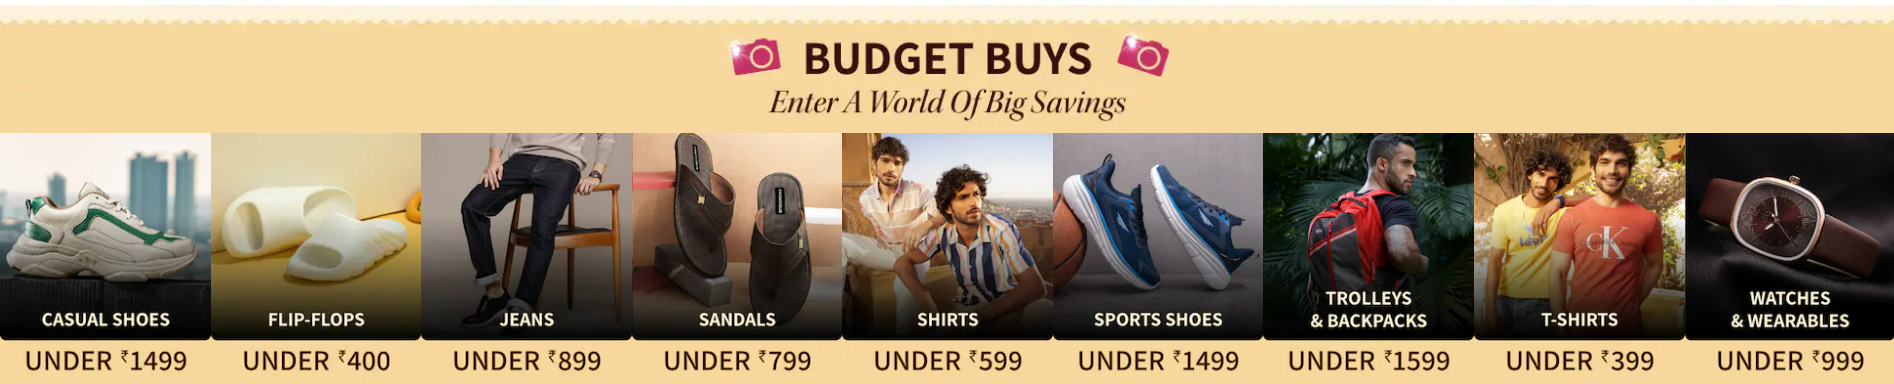 BUDGET BUYS
Enter A World Of Big Savings
CASUAL SHOES
UNDER ₹1499
FLIP-FLOPS
UNDER ₹400
JEANS
UNDER ₹899
SANDALS
UNDER ₹799
SHIRTS
UNDER ₹599
SPORTS SHOES
UNDER ₹1499
TROLLEYS
& BACKPACKS
UNDER ₹1599
CK
T-SHIRTS
UNDER ₹399
WATCHES
& WEARABLES
UNDER ₹999